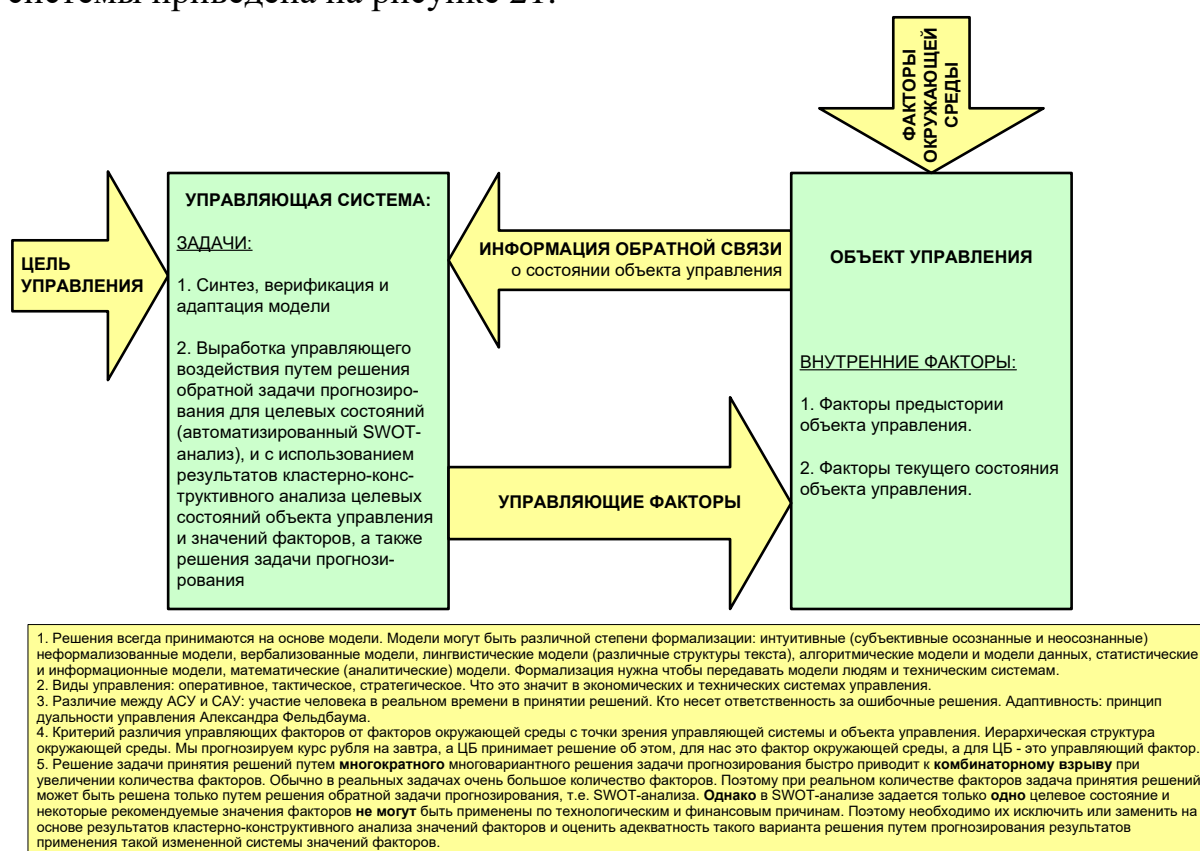 системы приведена на рисунке 21.
ФАКТОРЫ
ОКРУЖАЮЩЕЙ
СРЕДЫ
ЦЕЛЬ
УПРАВЛЕНИЯ
УПРАВЛЯЮЩАЯ СИСТЕМА:
ЗАДАЧИ:
1. Синтез, верификация и
адаптация модели
2. Выработка управляющего
воздействия путем решения
обратной задачи прогнозиро-
вания для целевых состояний
(автоматизированный SWOT-
анализ), и с использованием
результатов кластерно-конс-
труктивного анализа целевых
состояний объекта управления
и значений факторов, а также
решения задачи прогнози-
рования
ИНФОРМАЦИЯ ОБРАТНОЙ СВЯЗИ
о состоянии объекта управления
УПРАВЛЯЮЩИЕ ФАКТОРЫ
ОБЪЕКТ УПРАВЛЕНИЯ
ВНУТРЕННИЕ ФАКТОРЫ:
1. Факторы предыстории
объекта управления.
2. Факторы текущего состояния
объекта управления.
1. Решения всегда принимаются на основе модели. Модели могут быть различной степени формализации: интуитивные (субъективные осознанные и неосознанные)
неформализованные модели, вербализованные модели, лингвистические модели (различные структуры текста), алгоритмические модели и модели данных, статистические
и информационные модели, математические (аналитические) модели. Формализация нужна чтобы передавать модели людям и техническим системам.
2. Виды управления: оперативное, тактическое, стратегическое. Что это значит в экономических и технических системах управления.
3. Различие между АСУ и САУ: участие человека в реальном времени в принятии решений. Кто несет ответственность за ошибочные решения. Адаптивность: принцип
дуальности управления Александра Фельдбаума.
4. Критерий различия управляющих факторов от факторов окружающей среды с точки зрения управляющей системы и объекта управления. Иерархическая структура
окружающей среды. Мы прогнозируем курс рубля на завтра, а ЦБ принимает решение об этом, для нас это фактор окружающей среды, а для ЦБ - это управляющий фактор.
5. Решение задачи принятия решений путем многократного многовариантного решения задачи прогнозирования быстро приводит к комбинаторному взрыву при
увеличении количества факторов. Обычно в реальных задачах очень большое количество факторов. Поэтому при реальном количестве факторов задача принятия решений
может быть решена только путем решения обратной задачи прогнозирования, т.е. SWOT-анализа. Однако в SWOT-анализе задается только одно целевое состояние и
некоторые рекомендуемые значения факторов не могут быть применены по технологическим и финансовым причинам. Поэтому необходимо их исключить или заменить на
основе результатов кластерно-конструктивного анализа значений факторов и оценить адекватность такого варианта решения путем прогнозирования результатов
применения такой измененной системы значений факторов.